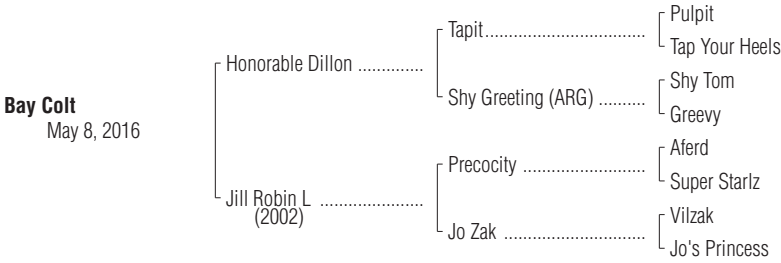 Pulpit
Tapit................................
Tap Your Heels
Honorable Dillon .............
Shy Tom
Shy Greeting (ARG) .........
Greevy
Bay Colt
May 8, 2016
Aferd
Precocity ........................
Super Starlz
Jill Robin L ....................
(2002)
Vilzak
Jo Zak ............................
Jo's Princess